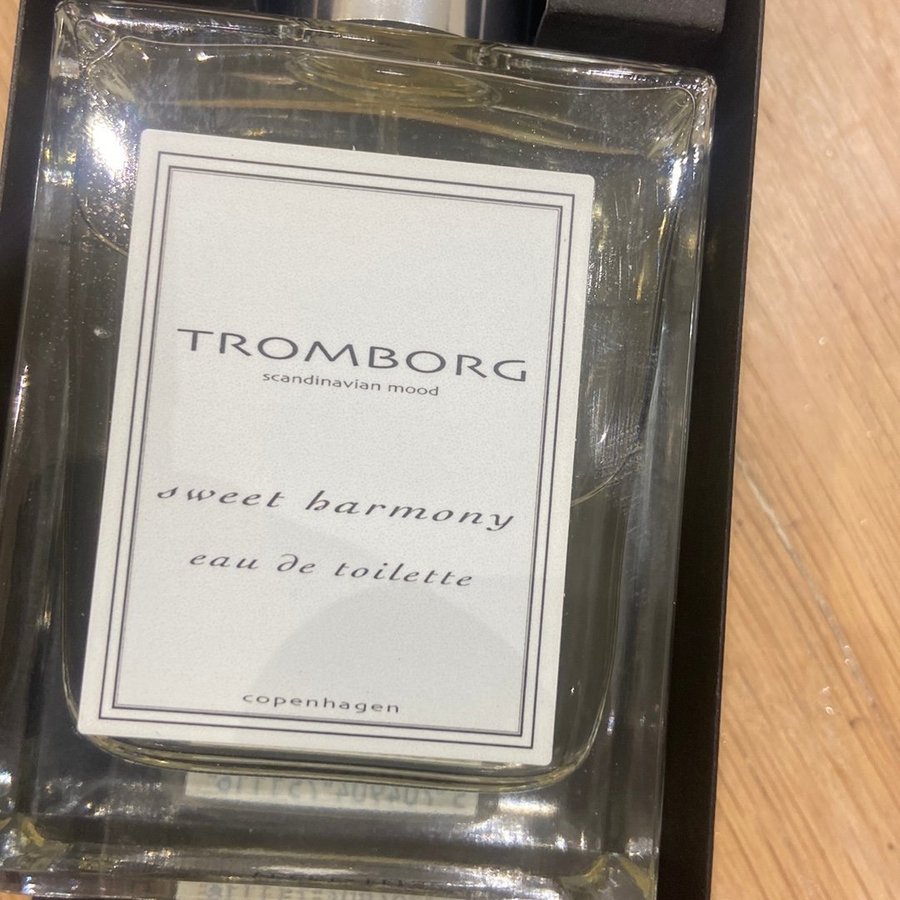 TROMBORG
scandinavian mood
sweet harmony
eau de toilette
copenhagen